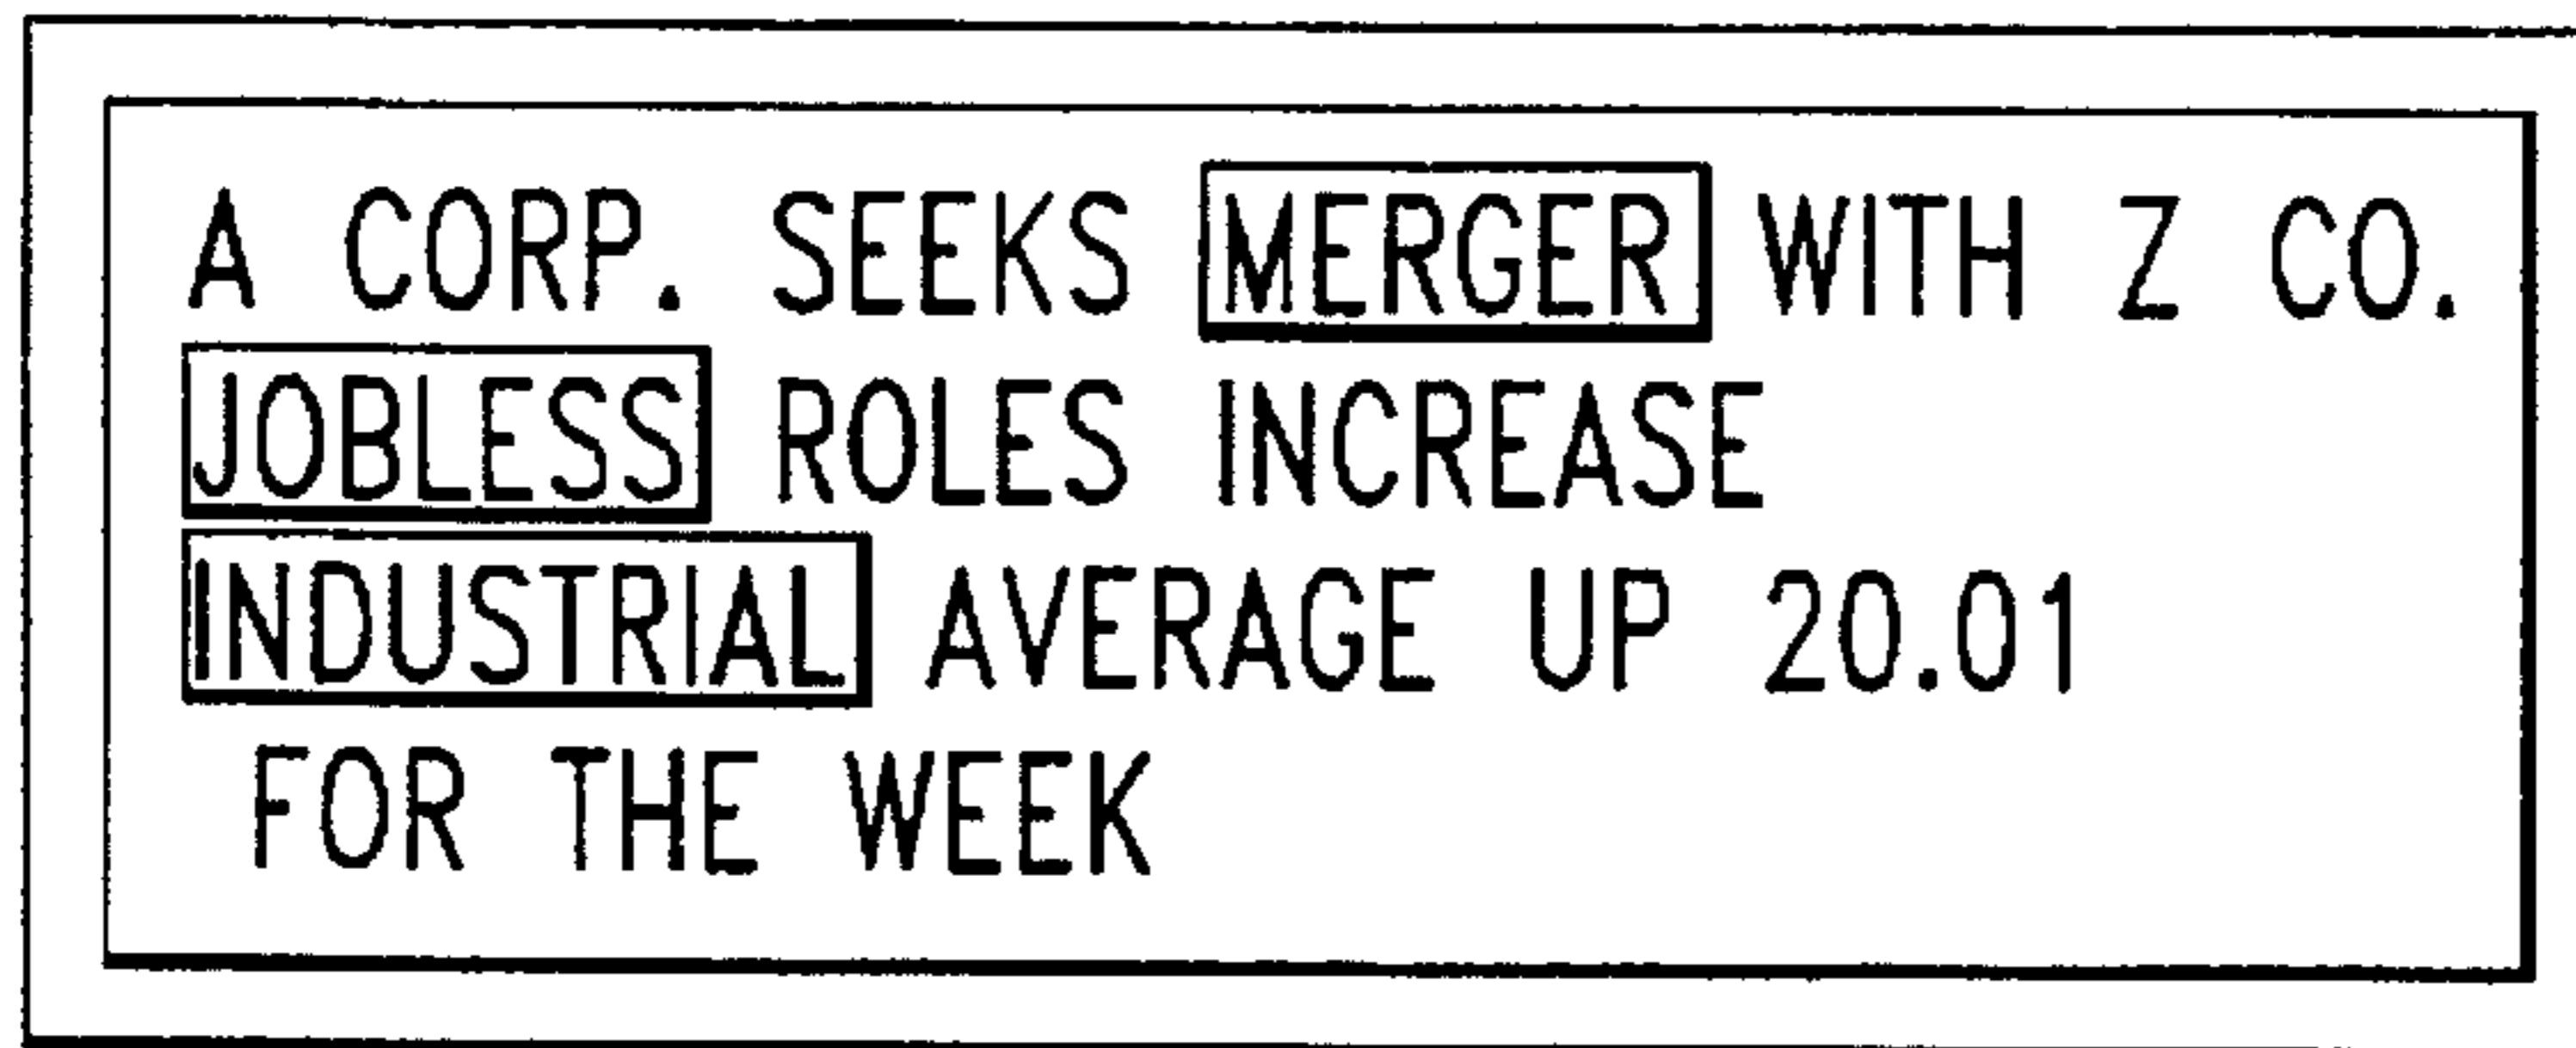 A CORP. SEEKS MERGER WITH Z CO.
JOBLESS ROLES INCREASE
INDUSTRIAL AVERAGE UP 20.01
FOR THE WEEK